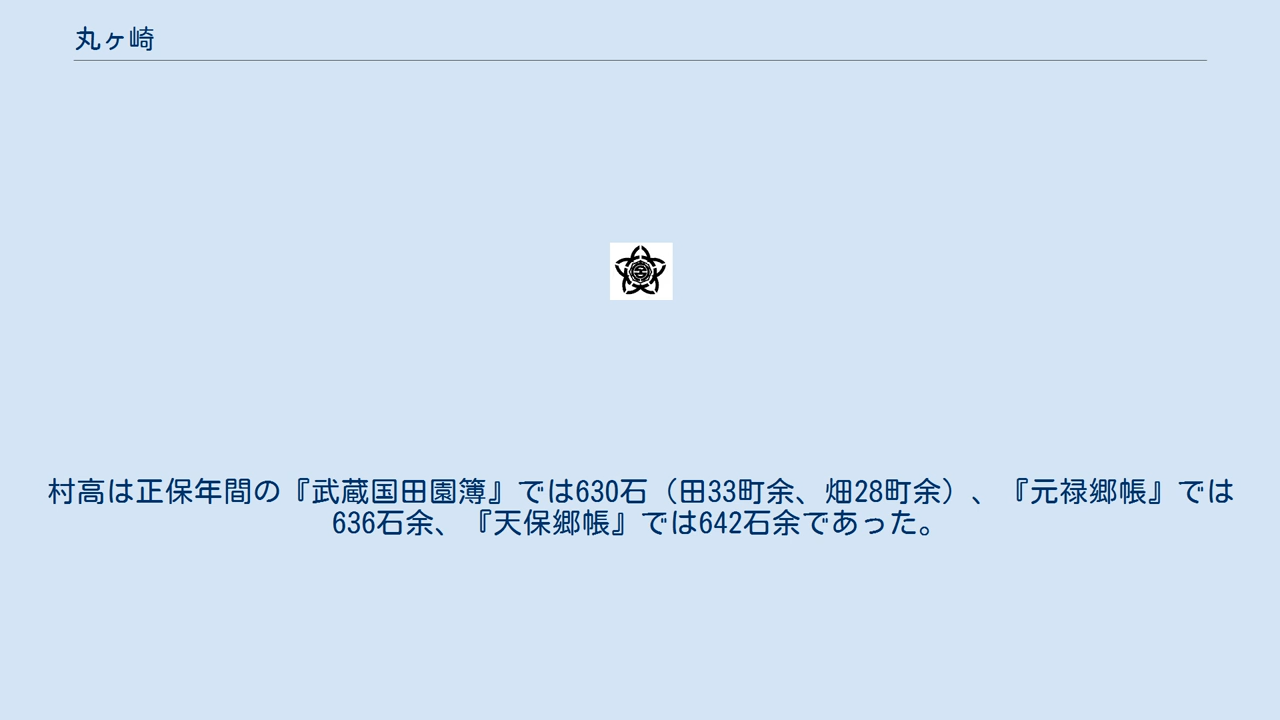 丸ヶ崎
村高は正保年間の『武蔵国田園簿』では630石（田33町余、畑28町余）、『元禄郷帳』では
636石余、『天保郷帳』では642石余であった。